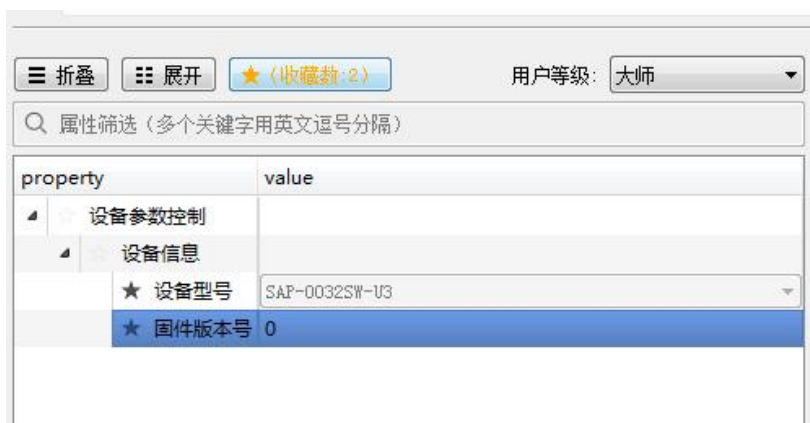 折叠 展开 (收藏数:2) 用户等级: 大师
属性筛选（多个关键字用英文逗号分隔）
property value
设备参数控制
设备信息
设备型号 SAP-0032SW-U3
固件版本号 0